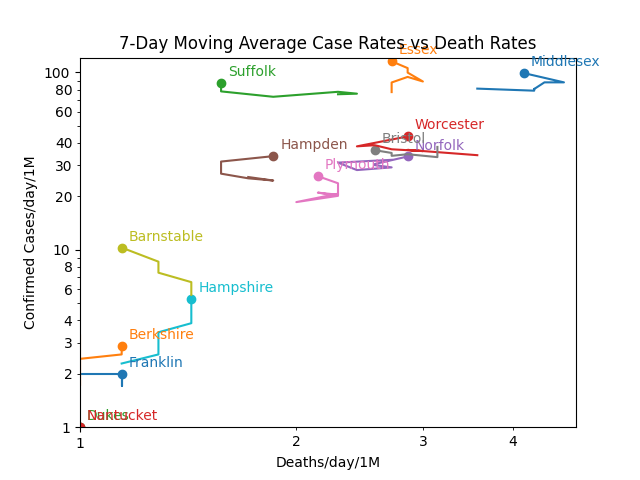 7-Day Moving Average Case Rates vs Death Rates
Essex
Middlesex
Suffolk
Worcester
Bristol
Norfolk
Hampden
Plymouth
Barnstable
Hampshire
Berkshire
Franklin
Dukes
Nantucket
100
80
60
40
30
20
10
8
6
4
3
2
1
Confirmed Cases/day/1M
1
2
3
4
Deaths/day/1M